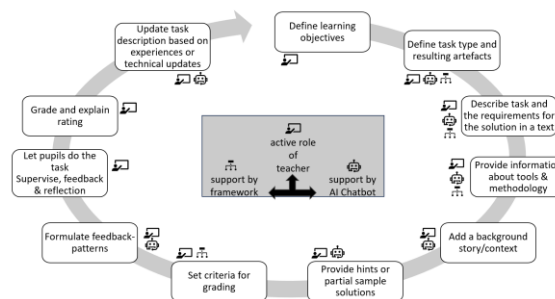 Define learning
objectives
Define task type and
resulting artefacts
Describe task and
the requirements for
the solution in a text
Provide information
about tools &
methodology
Add a background
story/context
Provide hints or
partial sample
solutions
Set criteria for
grading
Formulate feedback-
patterns
Let pupils do the
task
Supervise, feedback
& reflection
Grade and explain
rating
Update task
description based on
experiences or
technical updates
active role
of
teacher
support by
framework
support by
AI Chatbot